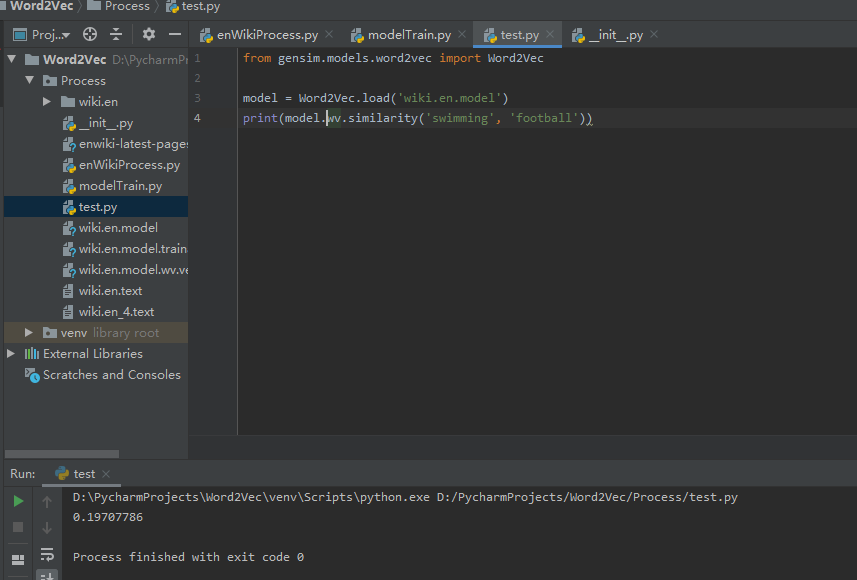 Word2Vec Process test.py
Proj...
enWikiProcess.py modelTrain.py test.py __init__.py
Word2Vec D:\PycharmPr
Process
wiki.en
__init__.py
enwiki-latest-pages
enWikiProcess.py
modelTrain.py
test.py
wiki.en.model
wiki.en.model.train
wiki.en.model.wv.ve
wiki.en.text
wiki.en_4.text
venv library root
External Libraries
Scratches and Consoles
1 from gensim.models.word2vec import Word2Vec
2
3 model = Word2Vec.load('wiki.en.model')
4 print(model.wv.similarity('swimming', 'football'))
Run: test
D:\PycharmProjects\Word2Vec\venv\Scripts\python.exe D:/PycharmProjects/Word2Vec/Process/test.py
0.19707786
Process finished with exit code 0